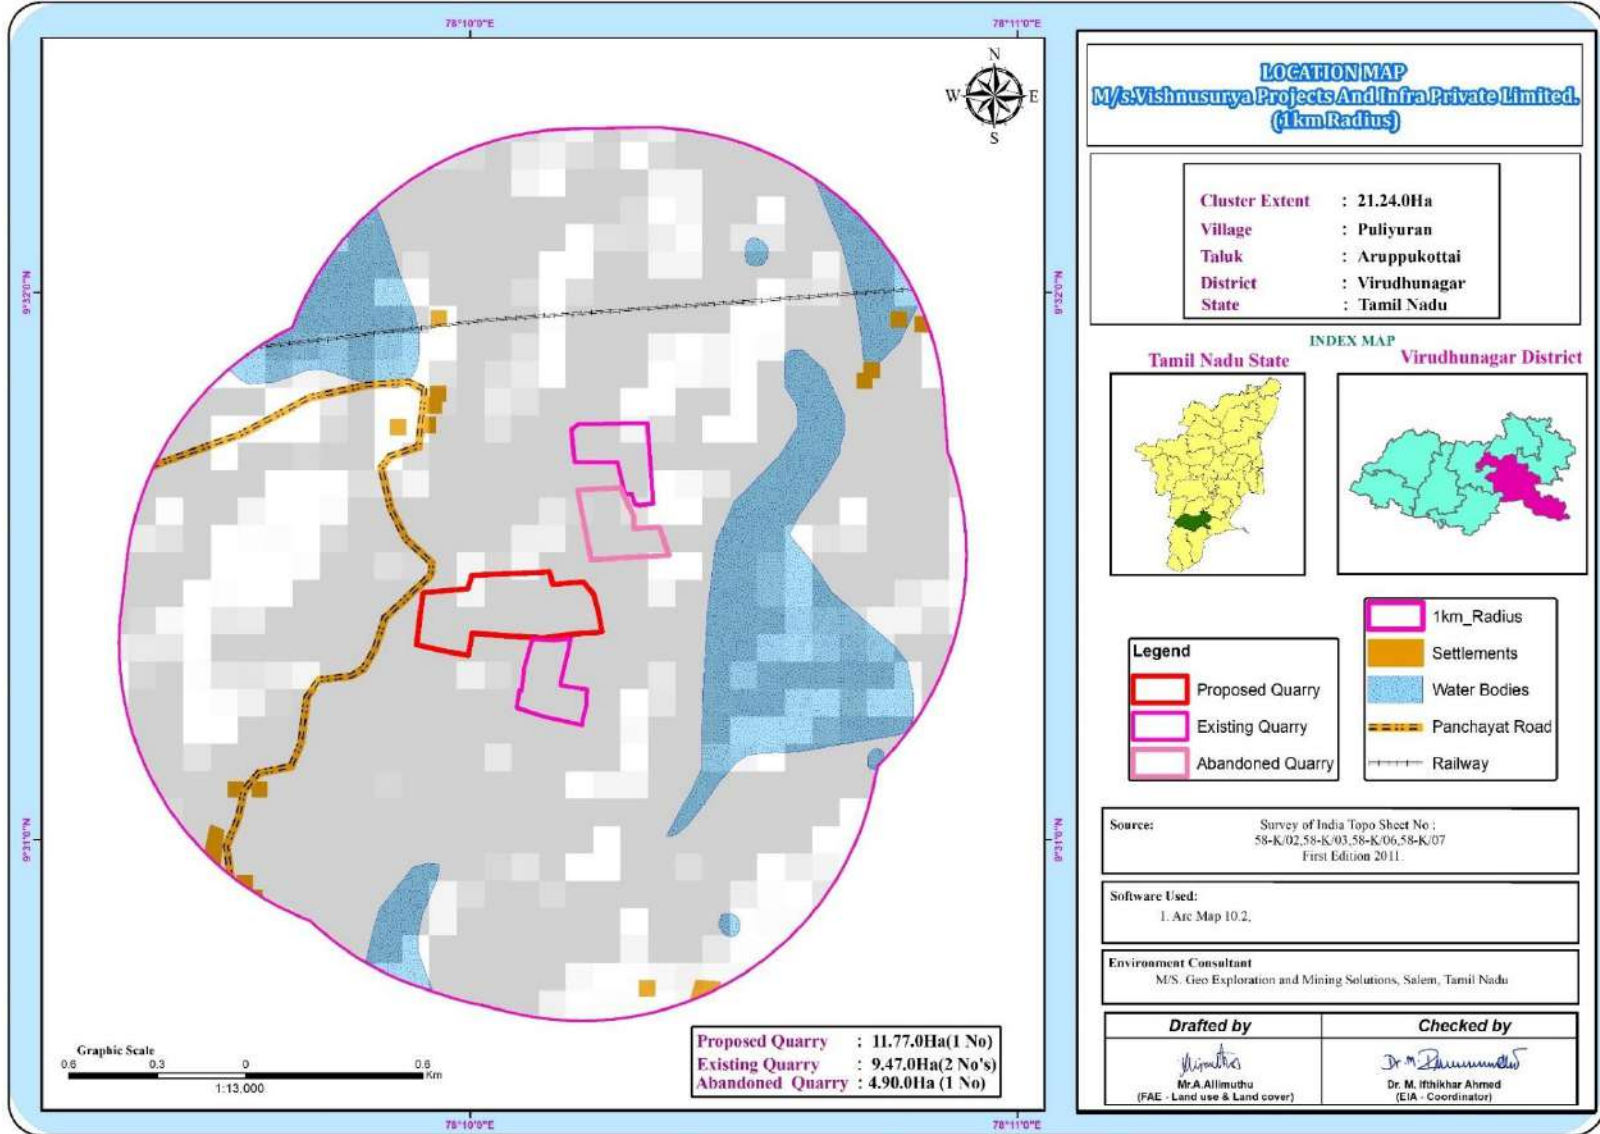 78°10'0"E
78°11'0"E
N
W
E
S
9°32'0"N
9°32'0"N
9°31'0"N
9°31'0"N
Graphic Scale
0.6
0.3
0
0.6
Km
1:13,000
Proposed Quarry : 11.77.0Ha(1 No)
Existing Quarry : 9.47.0Ha(2 No's)
Abandoned Quarry : 4.90.0Ha (1 No)
78°10'0"E
78°11'0"E
LOCATION MAP
M/s.Vishnusurya Projects And Infra Private Limited.
(1km Radius)
Cluster Extent : 21.24.0Ha
Village : Puliyuran
Taluk : Aruppukottai
District : Virudhunagar
State : Tamil Nadu
INDEX MAP
Tamil Nadu State
Virudhunagar District
Legend
Proposed Quarry
Existing Quarry
Abandoned Quarry
1km_Radius
Settlements
Water Bodies
Panchayat Road
Railway
Source:
Survey of India Topo Sheet No :
58-K/02,58-K/03,58-K/06,58-K/07
First Edition 2011.
Software Used:
1. Arc Map 10.2,
Environment Consultant
M/S. Geo Exploration and Mining Solutions, Salem, Tamil Nadu
Drafted by
Mr.A.Allimuthu
(FAE - Land use & Land cover)
Checked by
Dr. M. Ifthikhar Ahmed
(EIA - Coordinator)